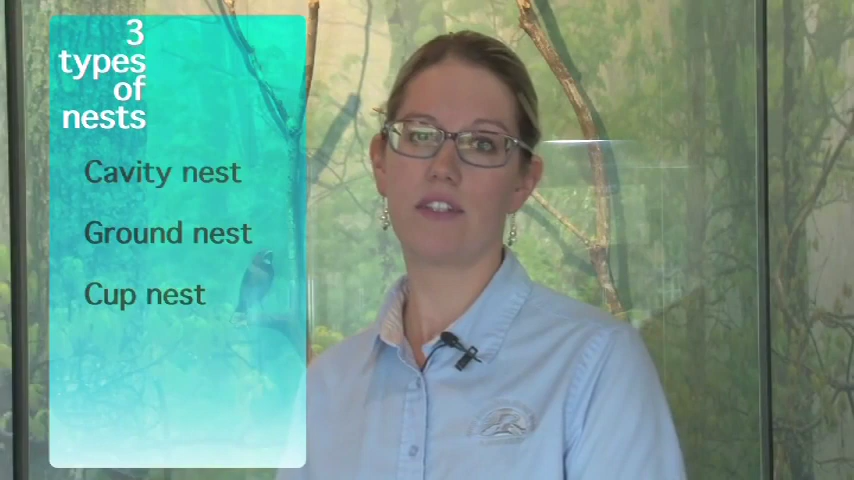 3
types
of
nests
Cavity nest
Ground nest
Cup nest